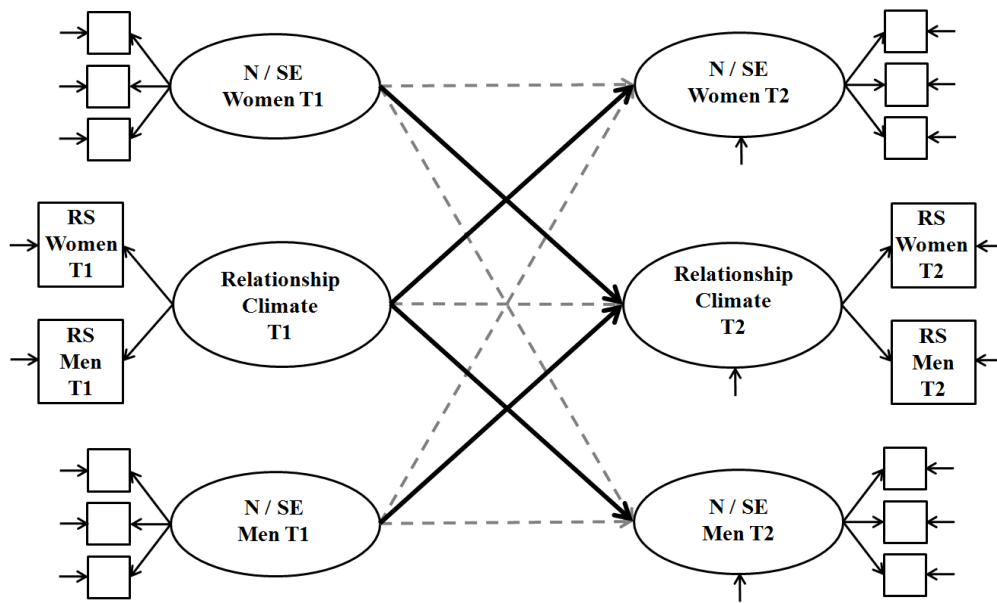 N / SE
Women T1
N / SE
Women T2
RS
Women
T1
Relationship
Climate
T1
RS
Men
T1
Relationship
Climate
T2
RS
Women
T2
RS
Men
T2
N / SE
Men T1
N / SE
Men T2